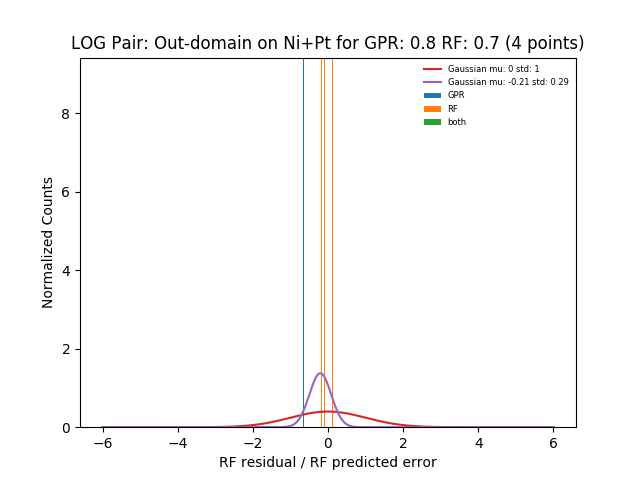 LOG Pair: Out-domain on Ni+Pt for GPR: 0.8 RF: 0.7 (4 points)
Gaussian mu: 0 std: 1
Gaussian mu: -0.21 std: 0.29
GPR
RF
both
Normalized Counts
8
6
4
2
0
−6 −4 −2 0 2 4 6
RF residual / RF predicted error